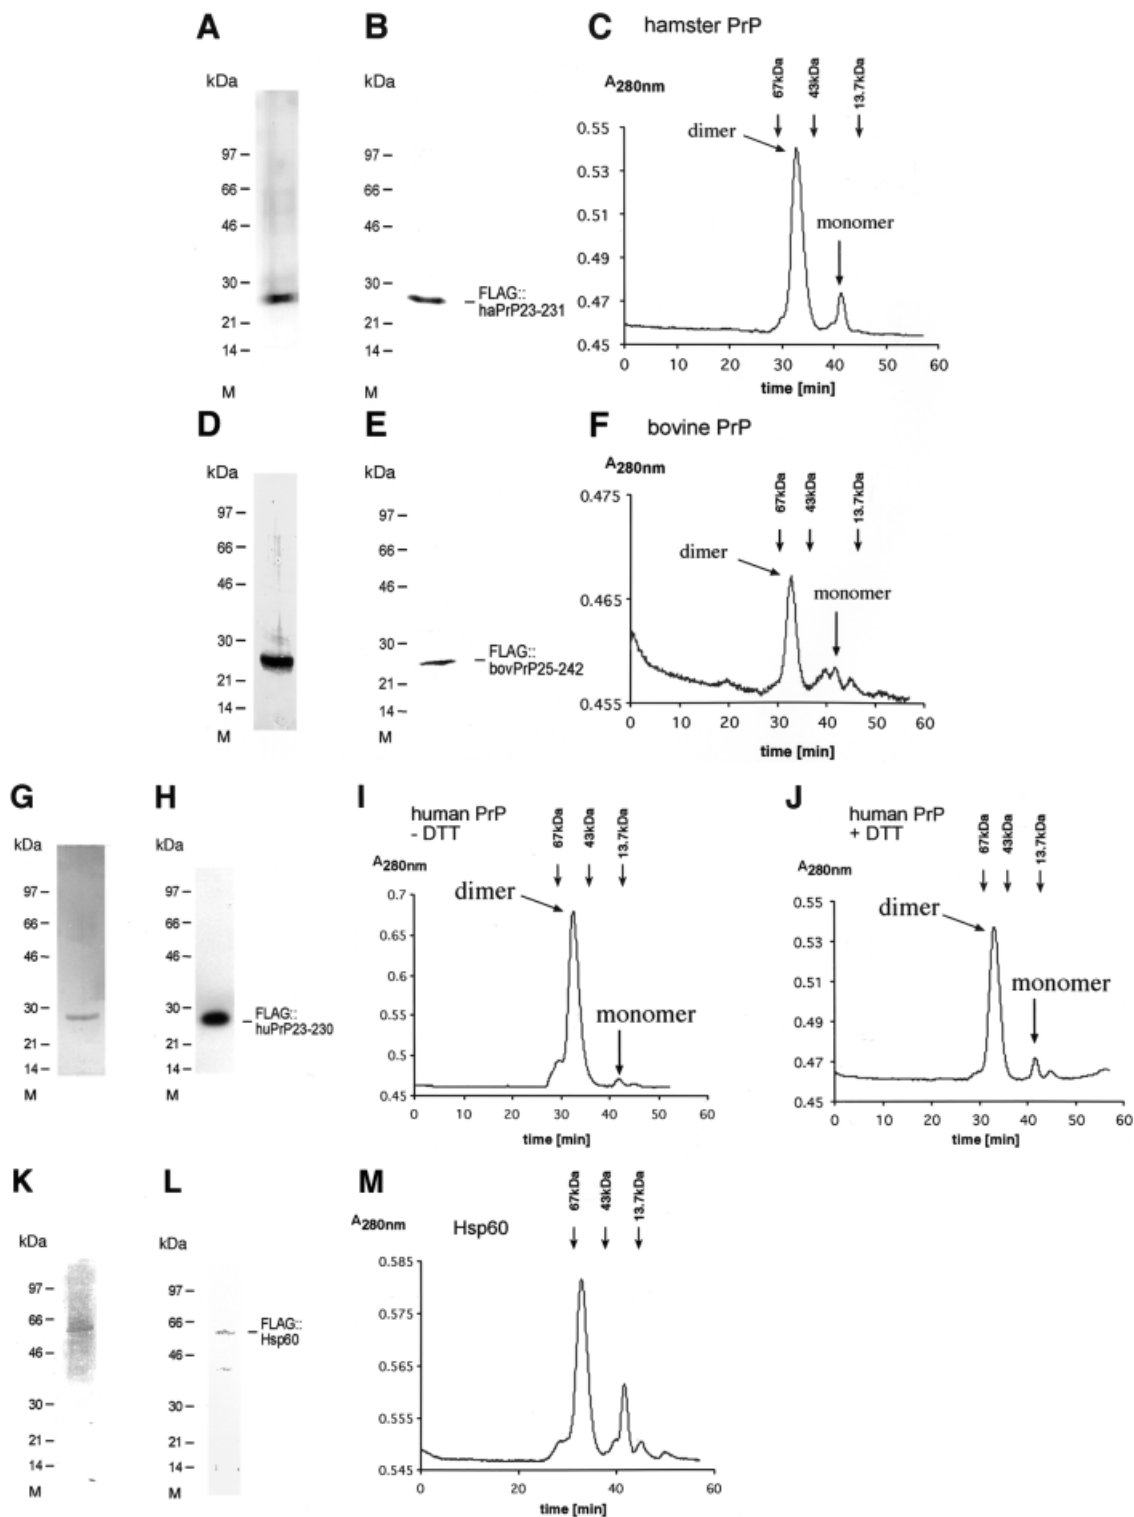 A
kDa
97
66
46
30
21
14
M
B
kDa
97
66
46
30
21
14
M
FLAG::
haPrP23-231
C hamster PrP
A280nm
67kDa
43kDa
13.7kDa
dimer
monomer
0.55
0.53
0.51
0.49
0.47
0.45
0 10 20 30 40 50 60
time [min]
D
kDa
97
66
46
30
21
14
M
E
kDa
97
66
46
30
21
14
M
FLAG::
bovPrP25-242
F bovine PrP
A280nm
67kDa
43kDa
13.7kDa
dimer
monomer
0.475
0.465
0.455
0 10 20 30 40 50 60
time [min]
G
kDa
97
66
46
30
21
14
M
H
kDa
97
66
46
30
21
14
M
FLAG::
huPrP23-230
I human PrP
- DTT
A280nm
67kDa
43kDa
13.7kDa
dimer
monomer
0.7
0.65
0.6
0.55
0.5
0.45
0 10 20 30 40 50 60
time [min]
J human PrP
+ DTT
A280nm
67kDa
43kDa
13.7kDa
dimer
monomer
0.55
0.53
0.51
0.49
0.47
0.45
0 10 20 30 40 50 60
time [min]
K
kDa
97
66
46
30
21
14
M
L
kDa
97
66
46
30
21
14
M
FLAG::
Hsp60
M
A280nm
Hsp60
67kDa
43kDa
13.7kDa
0.585
0.575
0.565
0.555
0.545
0 20 40 60
time [min]